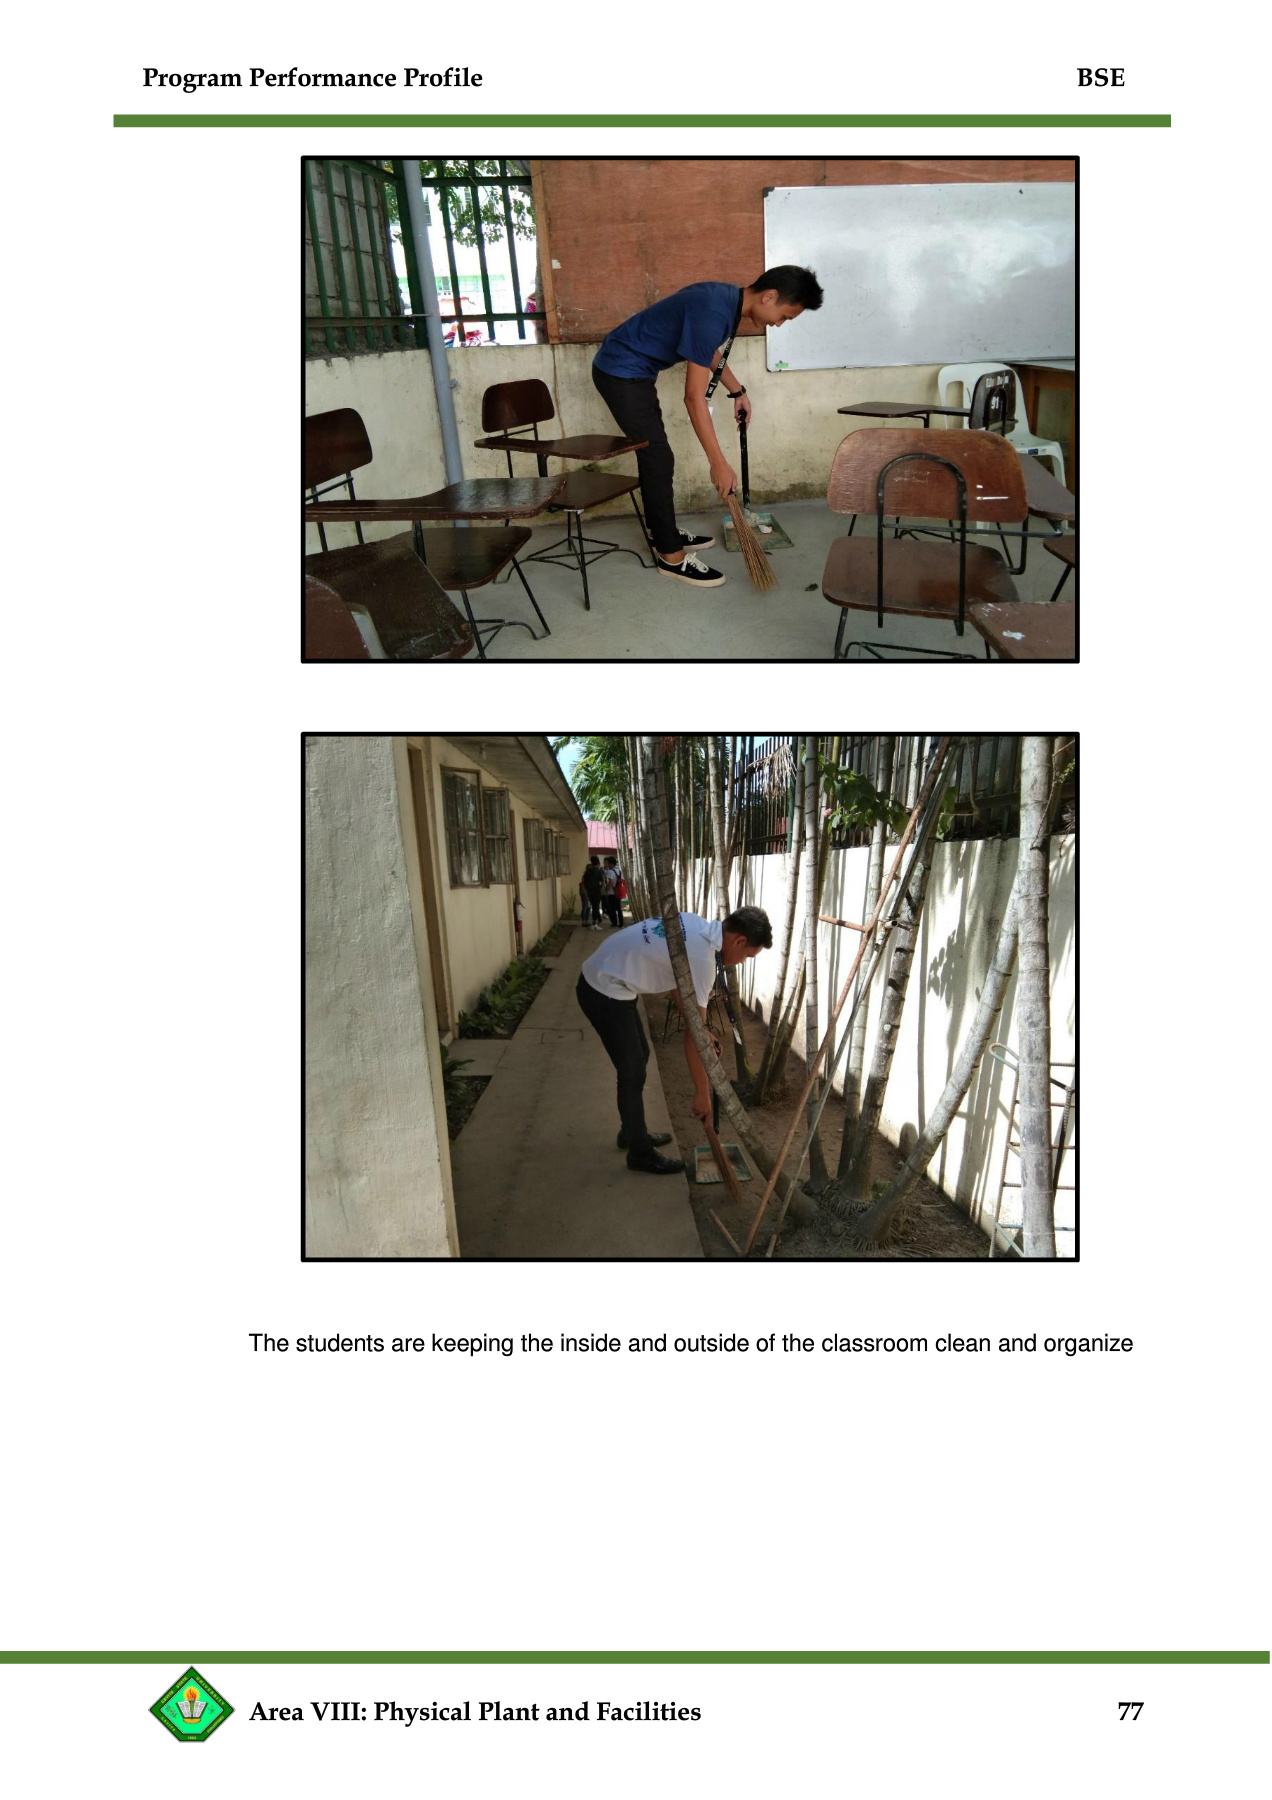 Program Performance Profile BSE
The students are keeping the inside and outside of the classroom clean and organize
Area VIII: Physical Plant and Facilities 77